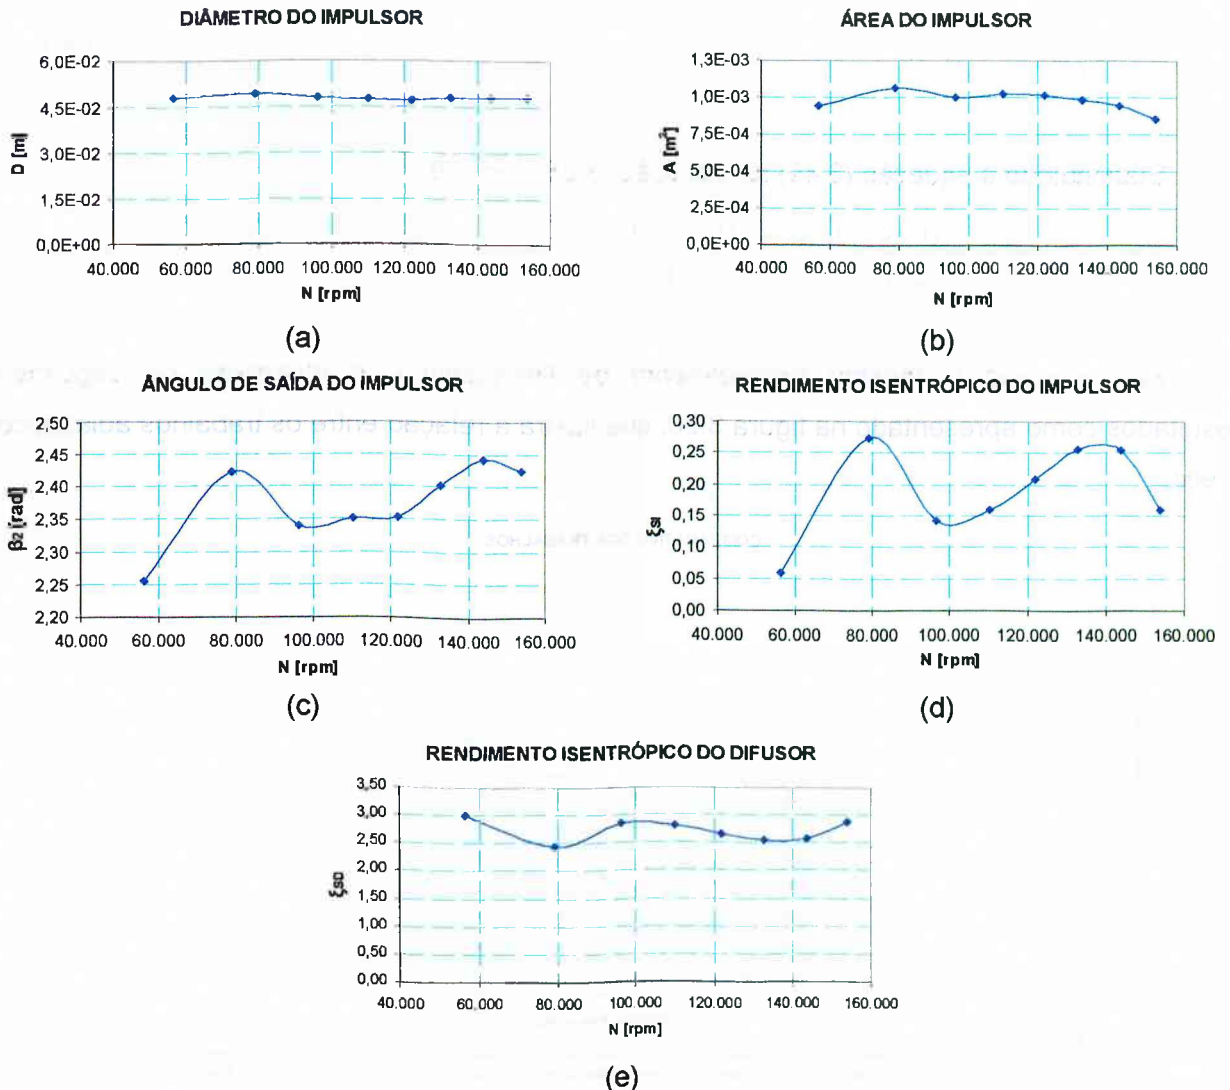 DIÂMETRO DO IMPULSOR
6,0E-02
4,5E-02
3,0E-02
1,5E-02
0,0E+00
D [m]
40.000 60.000 80.000 100.000 120.000 140.000 160.000
N [rpm]
(a)
ÁREA DO IMPULSOR
1,3E-03
1,0E-03
7,5E-04
5,0E-04
2,5E-04
0,0E+00
A [m²]
40.000 60.000 80.000 100.000 120.000 140.000 160.000
N [rpm]
(b)
ÂNGULO DE SAÍDA DO IMPULSOR
2,50
2,45
2,40
2,35
2,30
2,25
2,20
β2 [rad]
40.000 60.000 80.000 100.000 120.000 140.000 160.000
N [rpm]
(c)
RENDIMENTO ISENTRÓPICO DO IMPULSOR
0,30
0,25
0,20
0,15
0,10
0,05
0,00
ξSI
40.000 60.000 80.000 100.000 120.000 140.000 160.000
N [rpm]
(d)
RENDIMENTO ISENTRÓPICO DO DIFUSOR
3,50
3,00
2,50
2,00
1,50
1,00
0,50
0,00
ξSD
40.000 60.000 80.000 100.000 120.000 140.000 160.000
N [rpm]
(e)